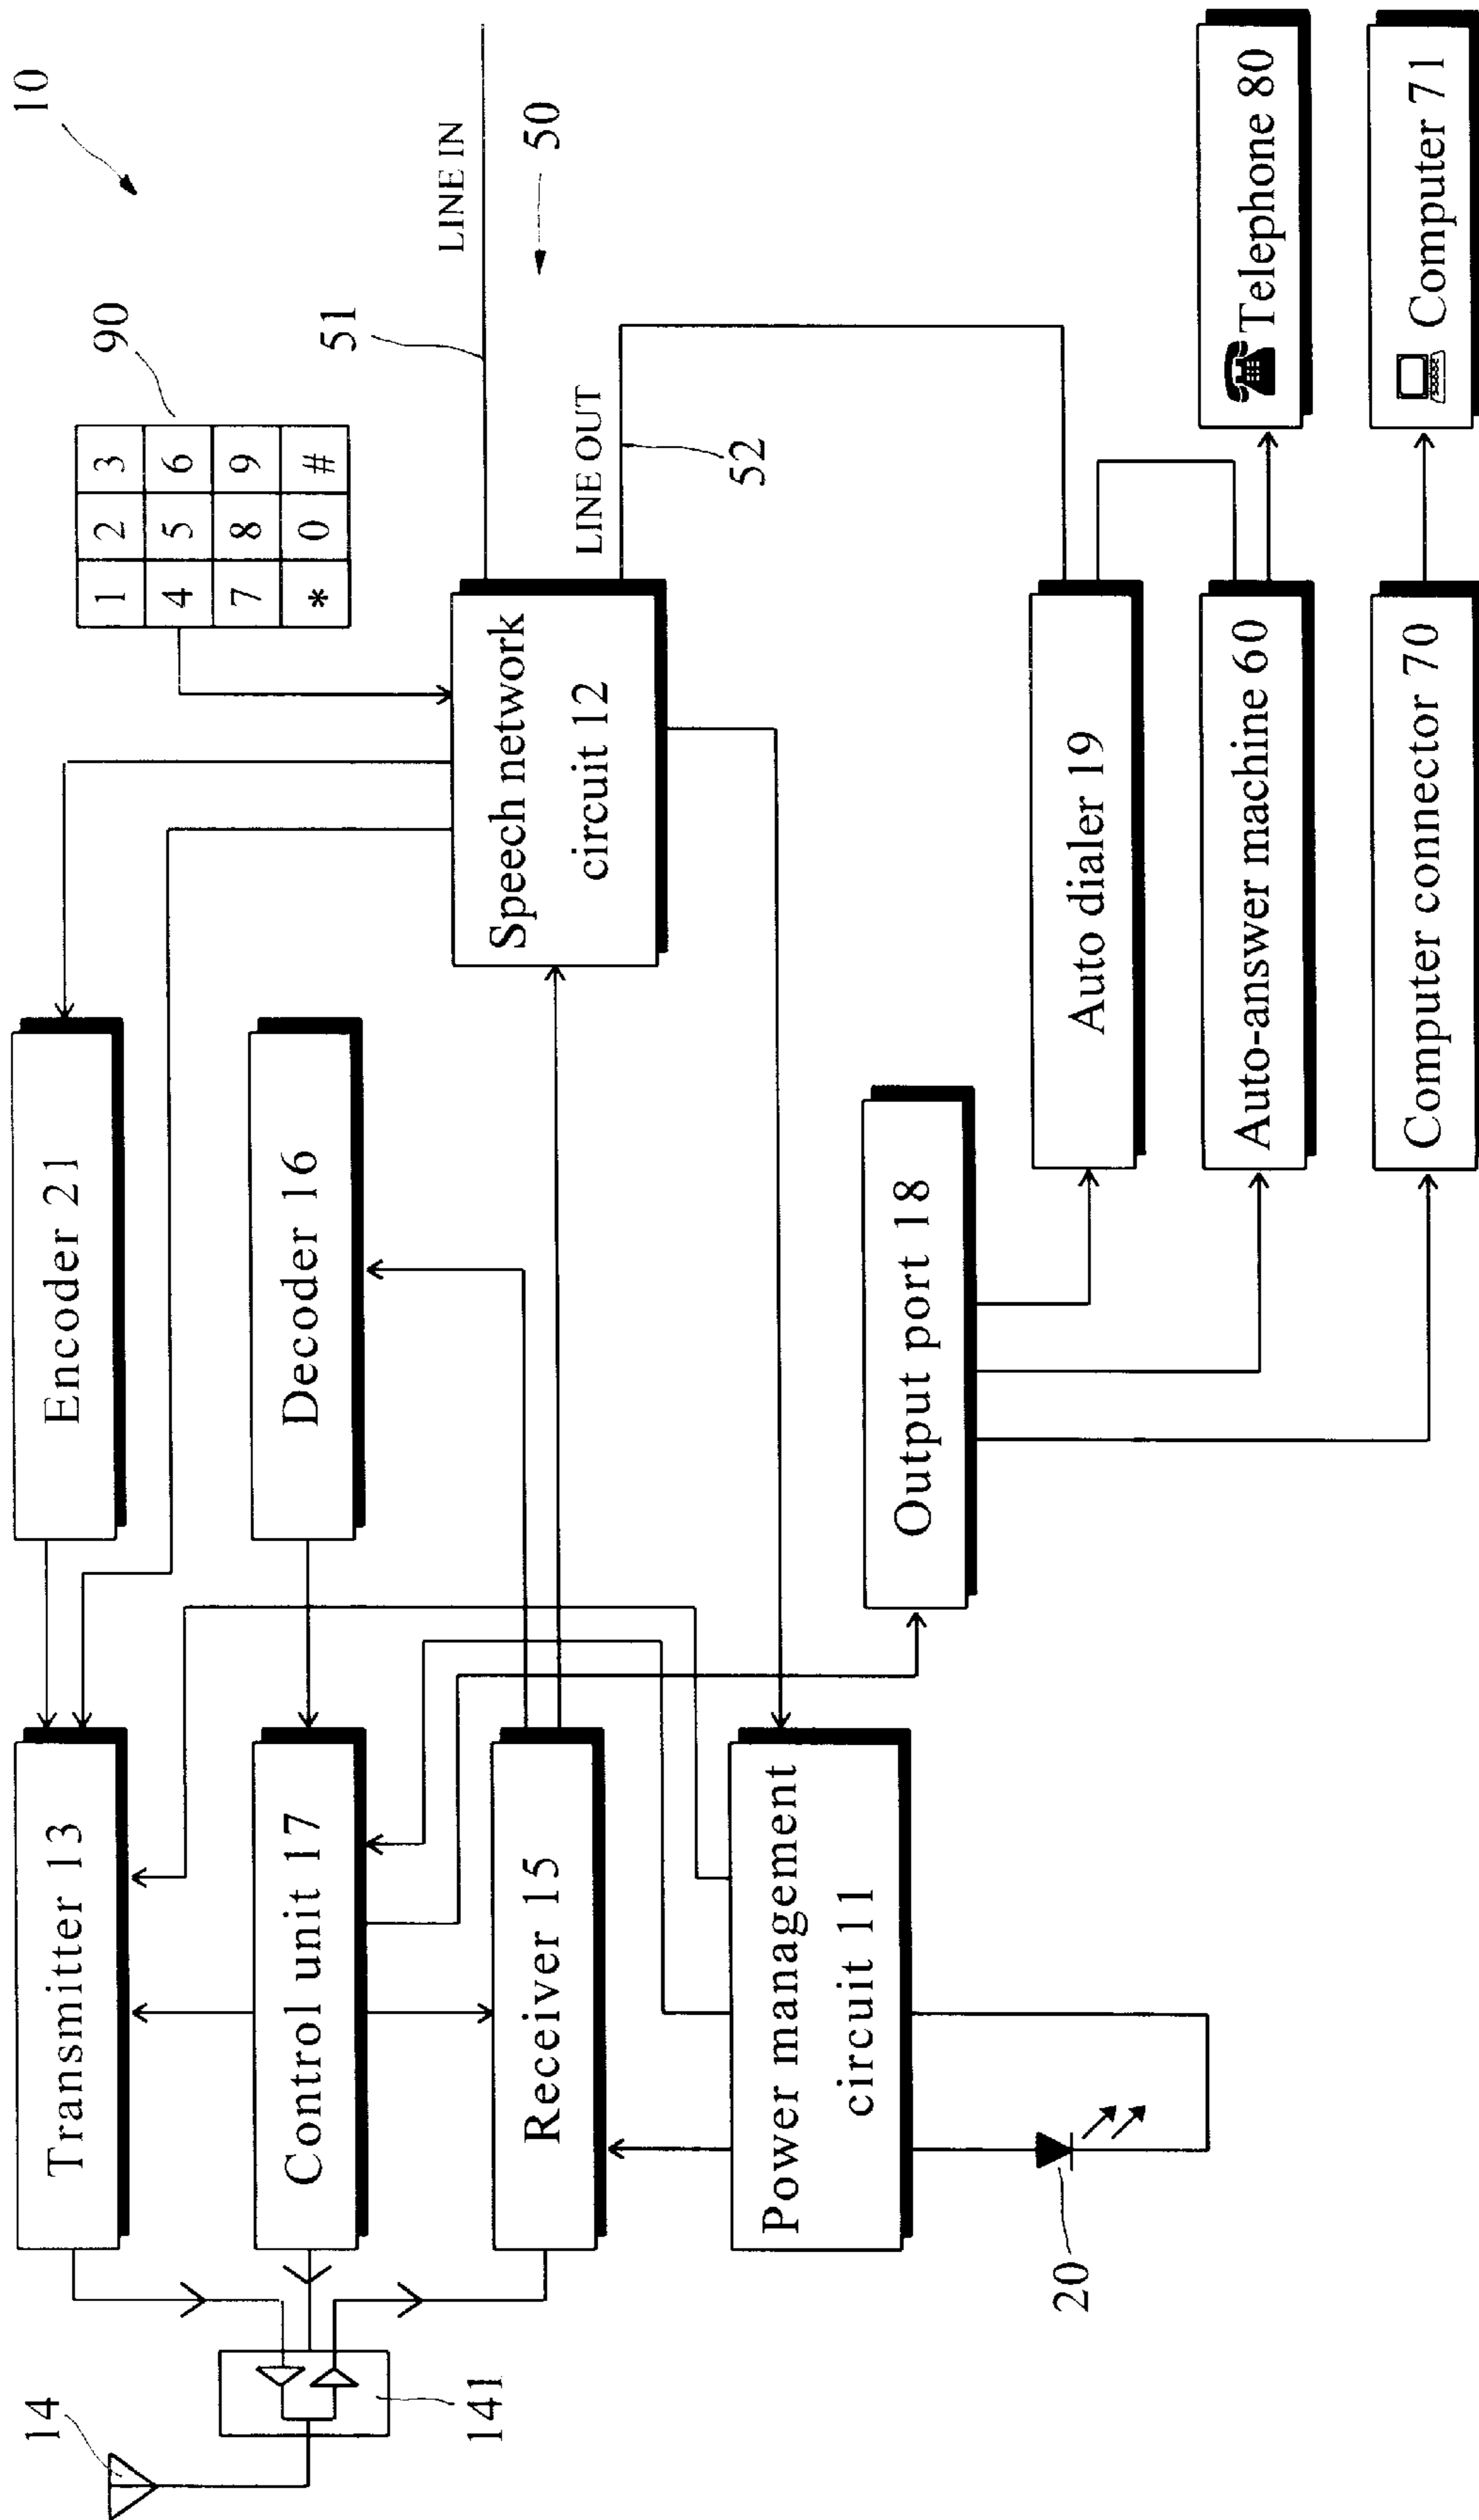 10
Transmitter 13
Encoder 21
90
1 2 3
4 5 6
7 8 9
* 0 #
14
141
Control unit 17
Decoder 16
51
LINE IN
Receiver 15
Speech network
circuit 12
50
LINE OUT
52
Power management
circuit 11
Output port 18
20
Auto dialer 19
Auto-answer machine 60
Telephone 80
Computer connector 70
Computer 71